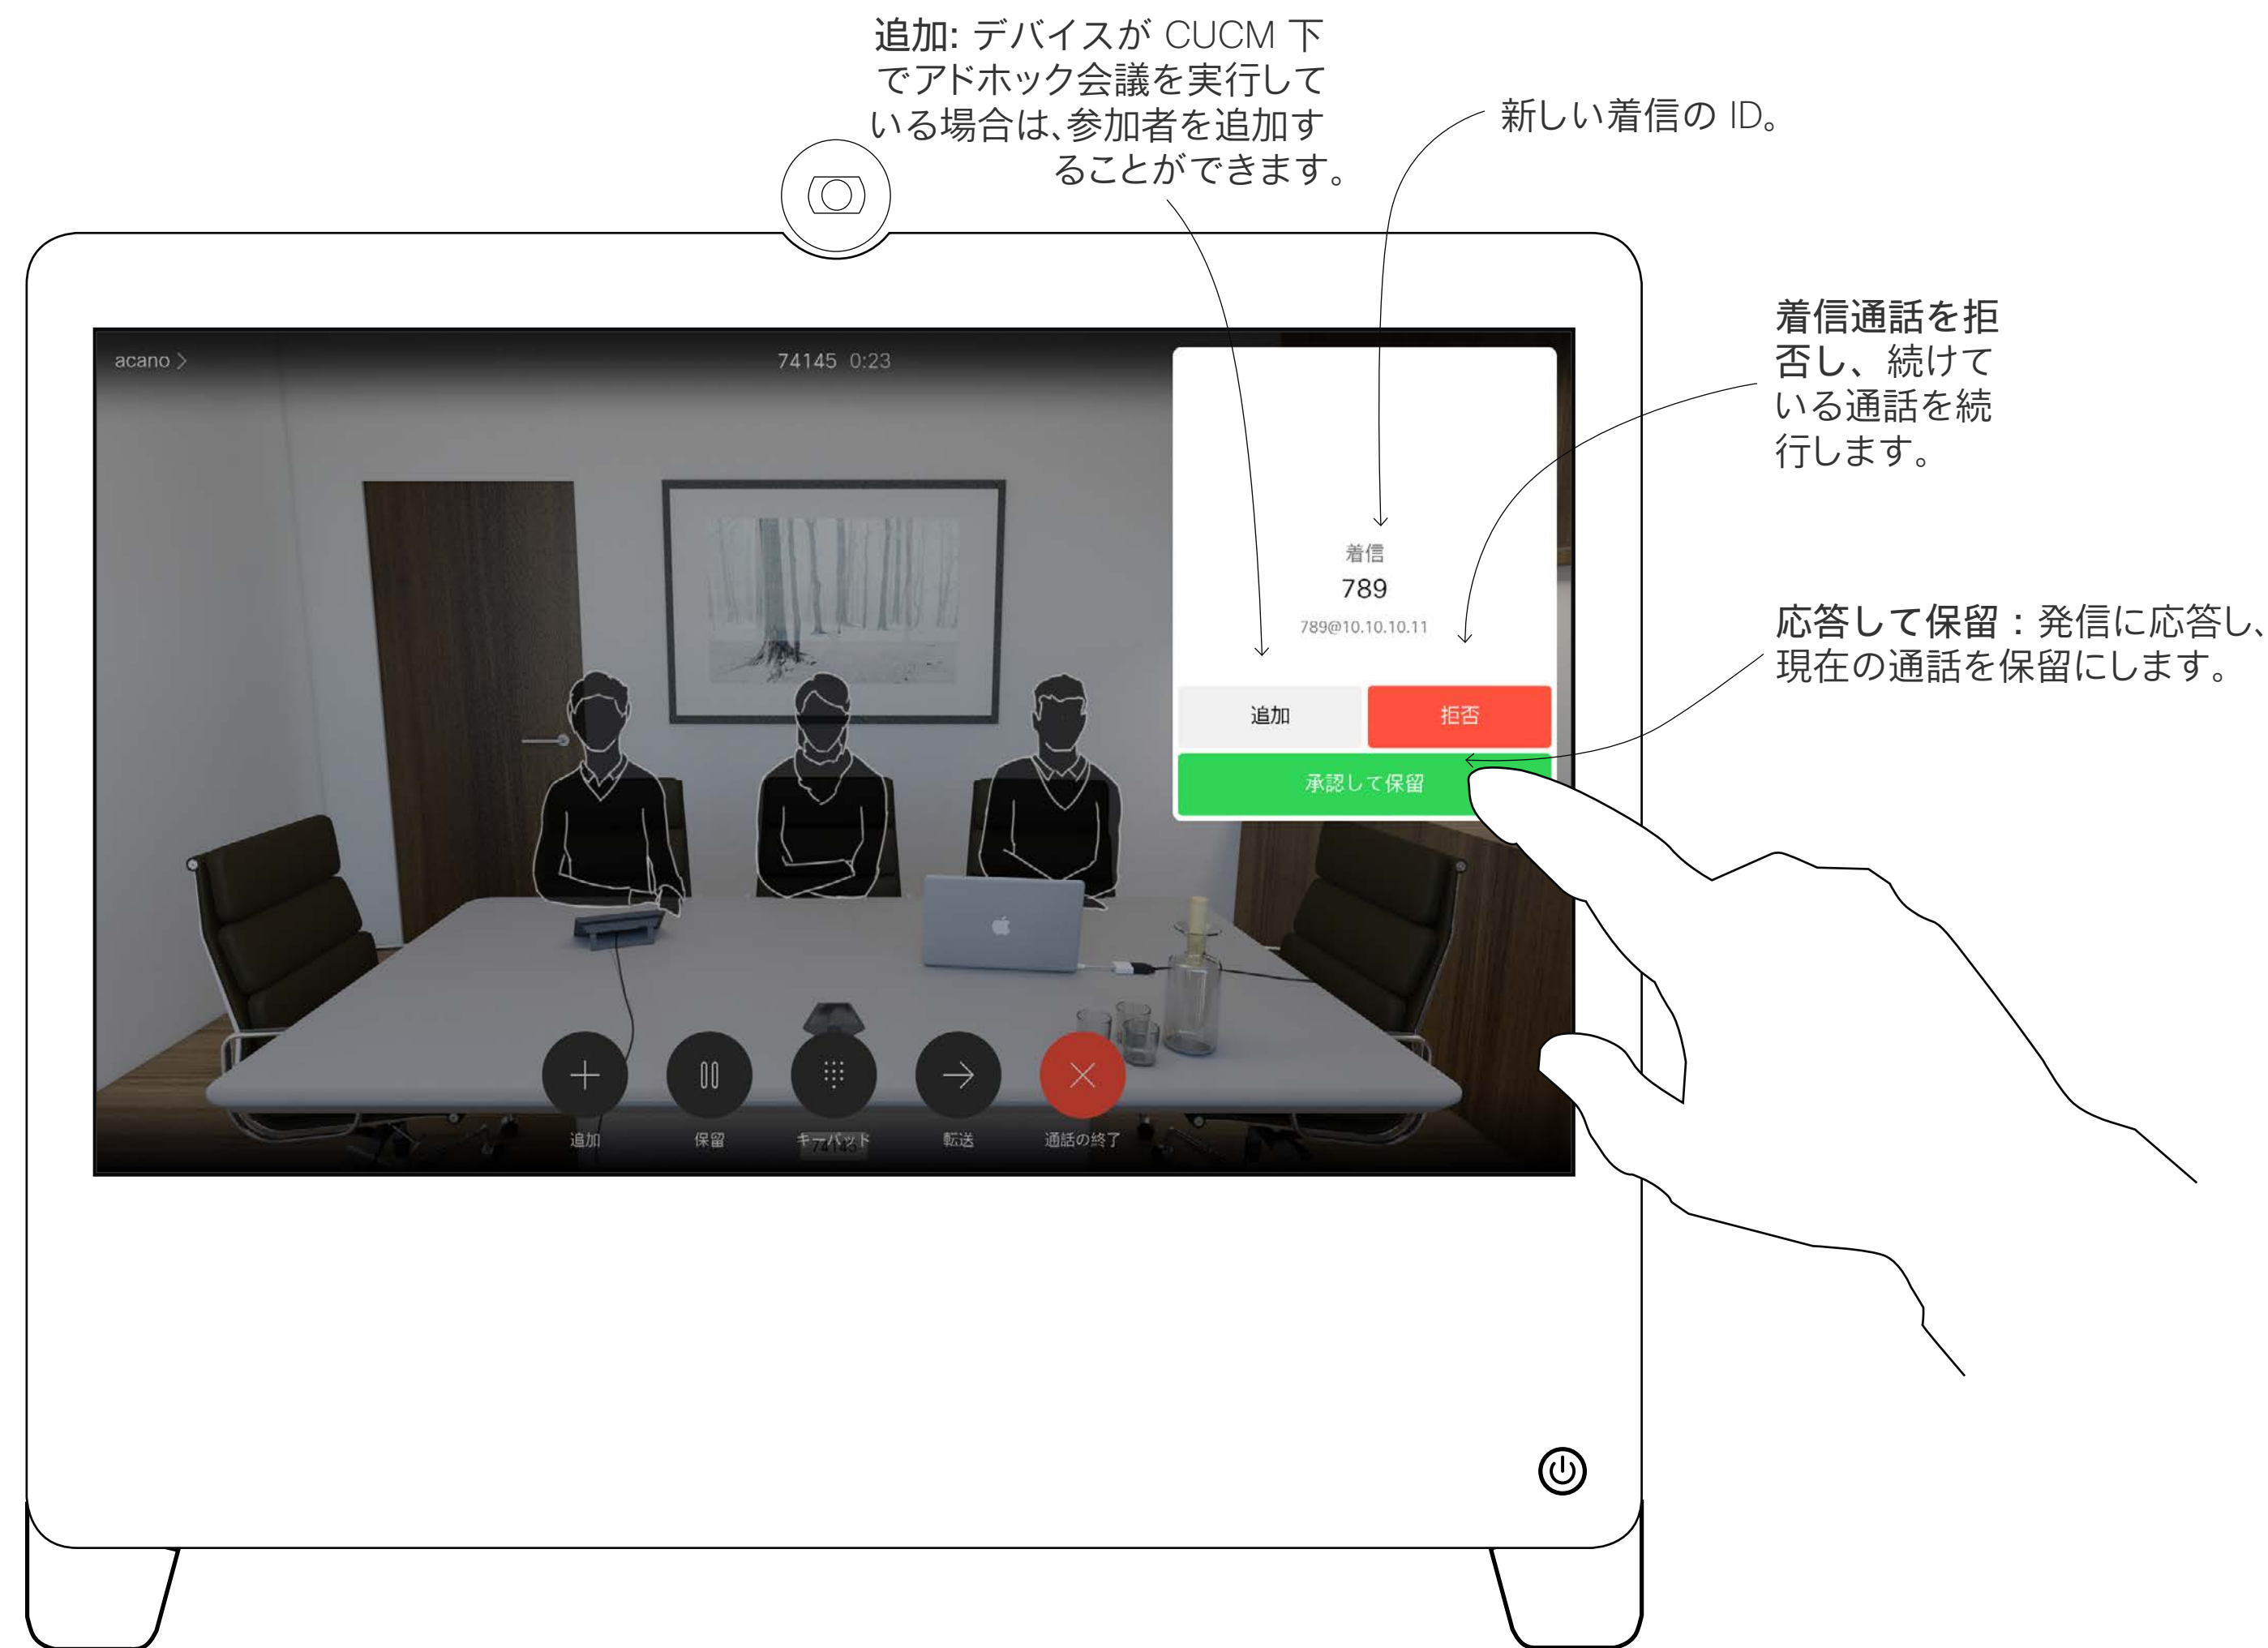 追加: デバイスが CUCM 下
でアドホック会議を実行して
いる場合は、参加者を追加す
ることができます。
新しい着信の ID。
着信通話を拒
否し、続けて
いる通話を続
行します。
応答して保留：発信に応答し、
現在の通話を保留にします。
acano >
74145 0:23
着信
789
789@10.10.10.11
追加
拒否
承認して保留
追加
保留
キーパッド
転送
通話の終了
74145